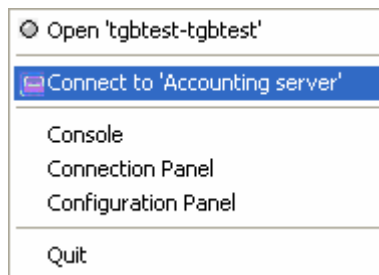 Open 'tgbtest-tgbtest'
Connect to 'Accounting server'
Console
Connection Panel
Configuration Panel
Quit